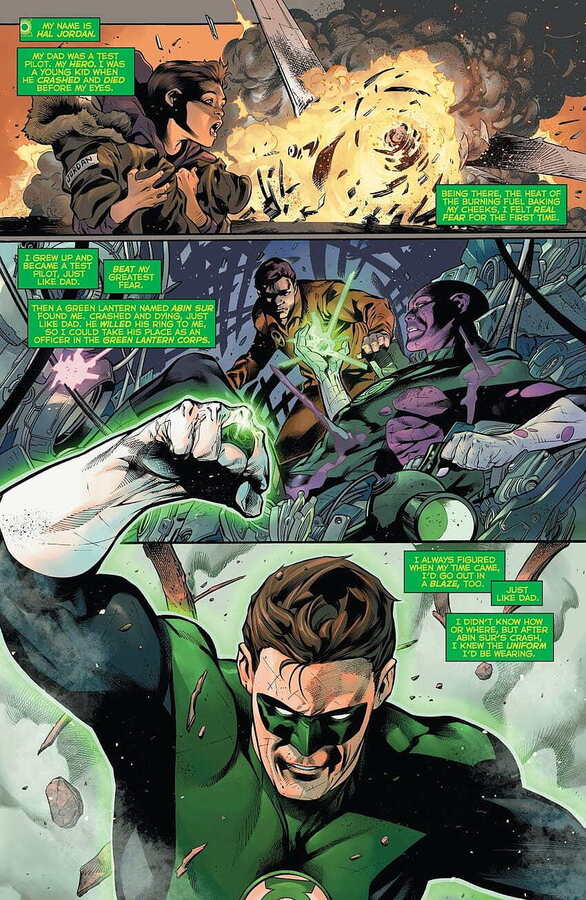 MY NAME IS
HAL JORDAN.
MY DAD WAS A TEST
PILOT. MY HERO. I WAS
A YOUNG KID WHEN
HE CRASHED AND DIED
BEFORE MY EYES.
JORDAN
BEING THERE, THE HEAT OF
THE BURNING FUEL BAKING
MY CHEEKS, I FELT REAL
FEAR FOR THE FIRST TIME.
I GREW UP AND
BECAME A TEST
PILOT, JUST
LIKE DAD.
BEAT MY
GREATEST
FEAR.
THEN A GREEN LANTERN NAMED ABIN SUR
FOUND ME. CRASHED AND DYING, JUST
LIKE DAD. HE WILLED HIS RING TO ME,
SO I COULD TAKE HIS PLACE AS AN
OFFICER IN THE GREEN LANTERN CORPS.
I ALWAYS FIGURED
WHEN MY TIME CAME,
I'D GO OUT IN
A BLAZE, TOO.
JUST
LIKE DAD.
I DIDN'T KNOW HOW
OR WHERE, BUT AFTER
ABIN SUR'S CRASH,
I KNEW THE UNIFORM
I'D BE WEARING.